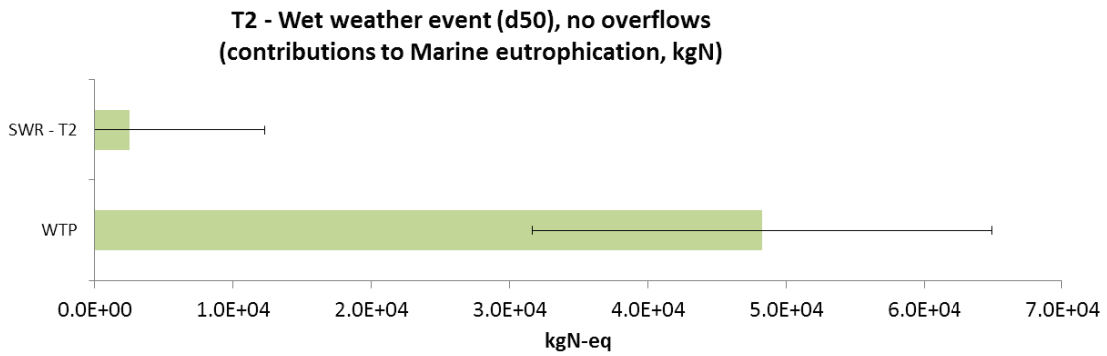 T2 - Wet weather event (d50), no overflows
(contributions to Marine eutrophication, kgN)
SWR - T2
WTP
0.0E+00 1.0E+04 2.0E+04 3.0E+04 4.0E+04 5.0E+04 6.0E+04 7.0E+04
kgN-eq